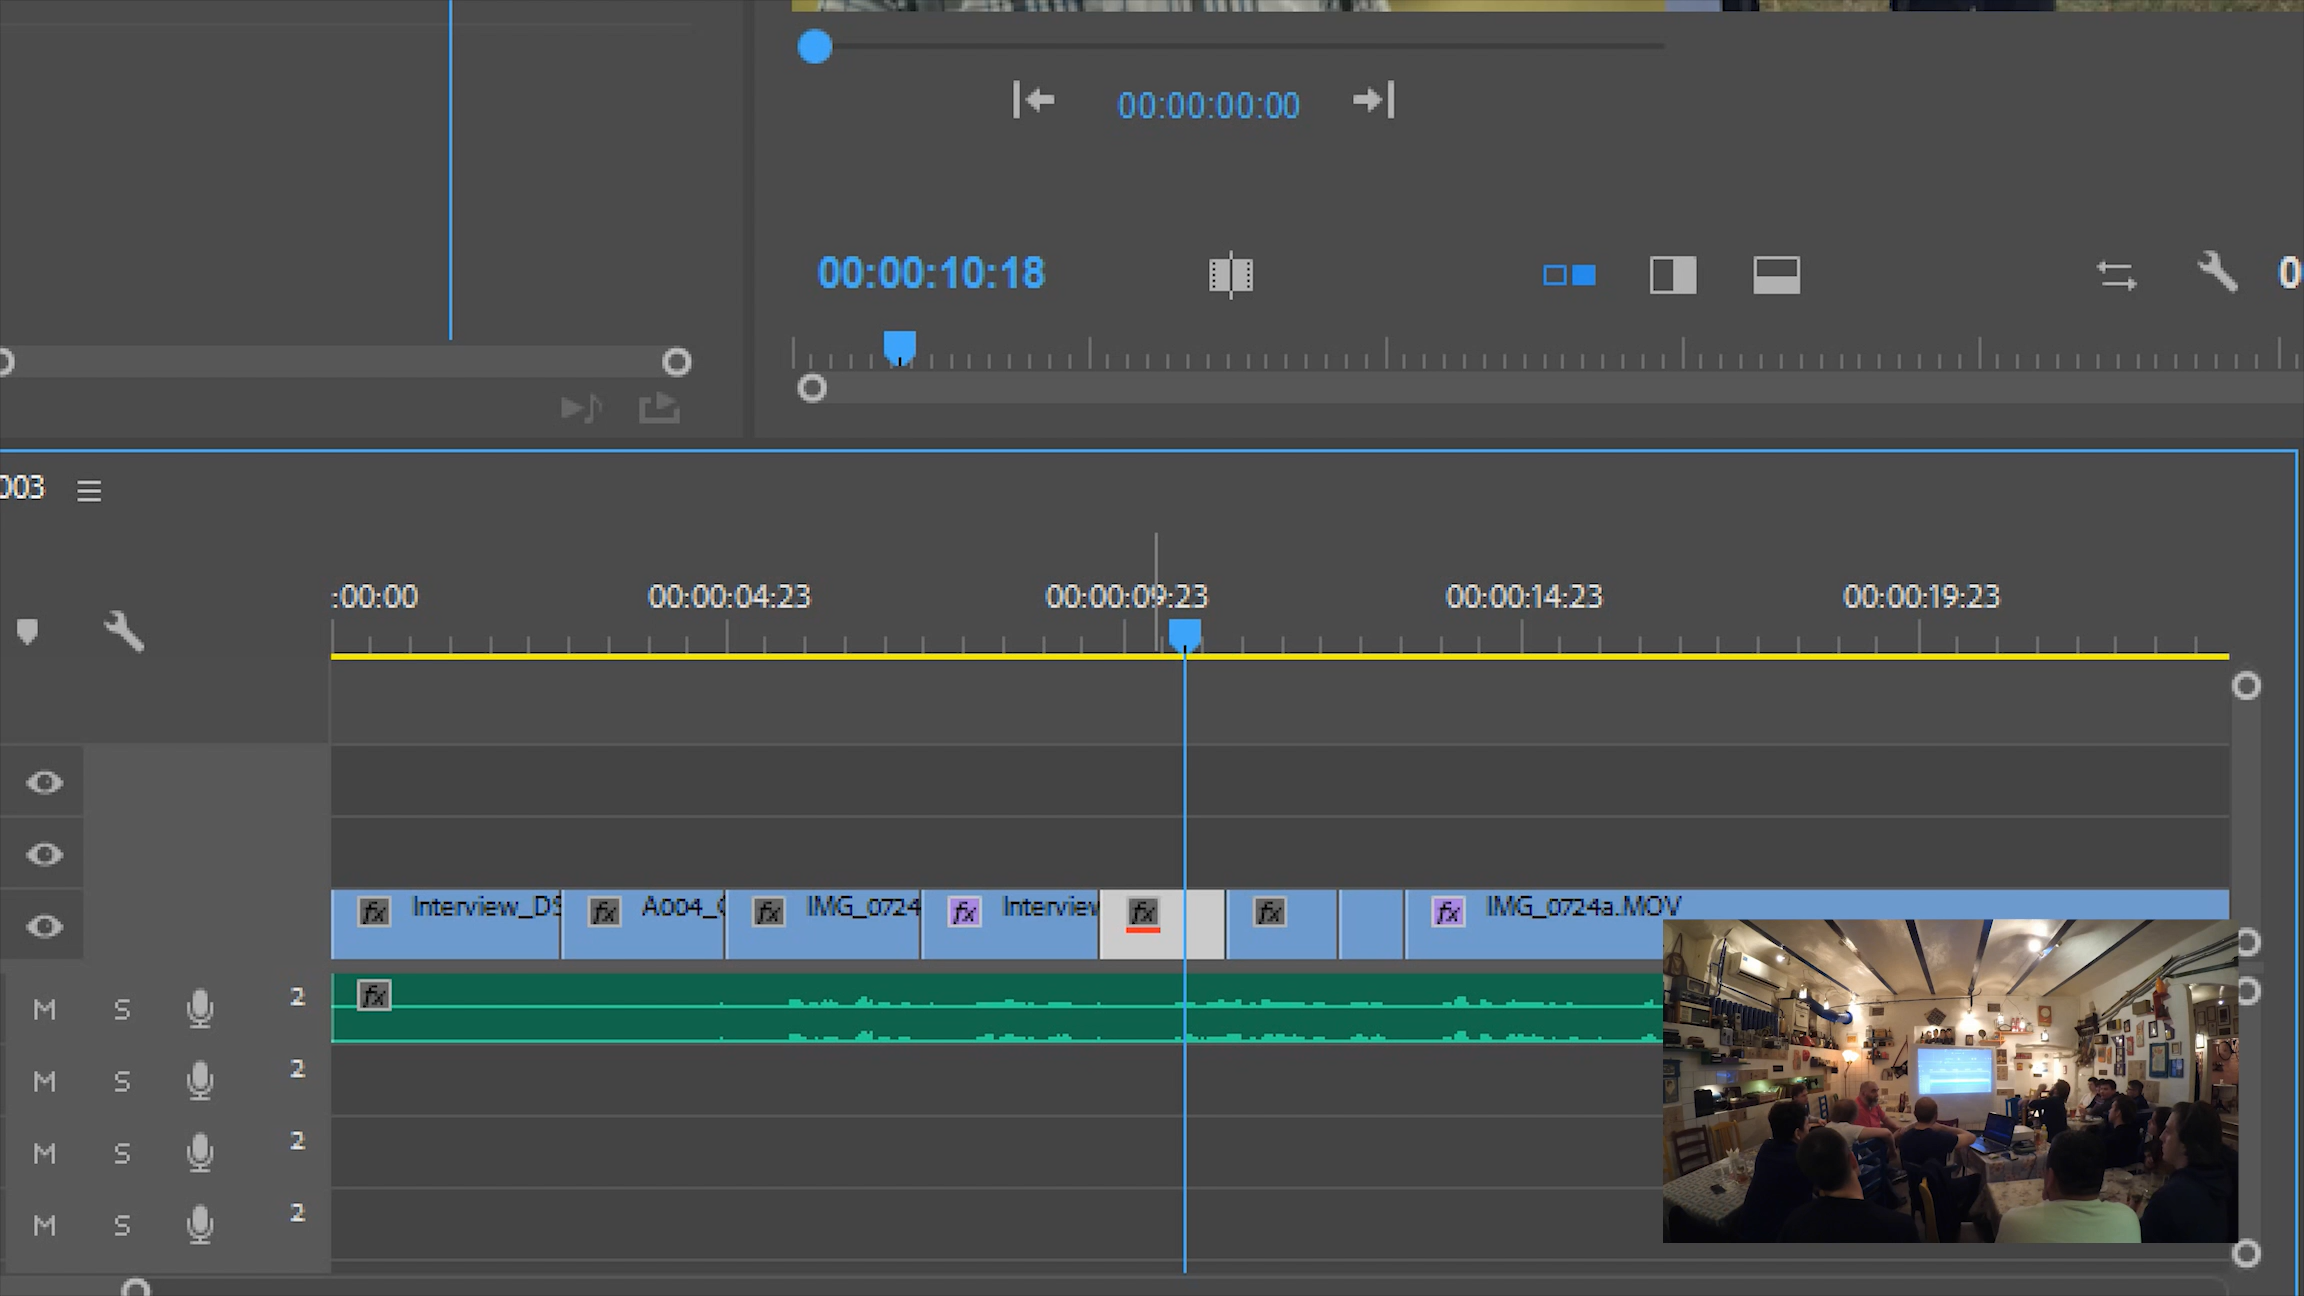 00:00:00:00
00:00:10:18
0
003
:00:00 00:00:04:23 00:00:09:23 00:00:14:23 00:00:19:23
fx Interview_DS fx A004_ fx IMG_0724 fx Interview fx fx fx IMG_0724a.MOV
M S 2 fx
M S 2
M S 2
M S 2